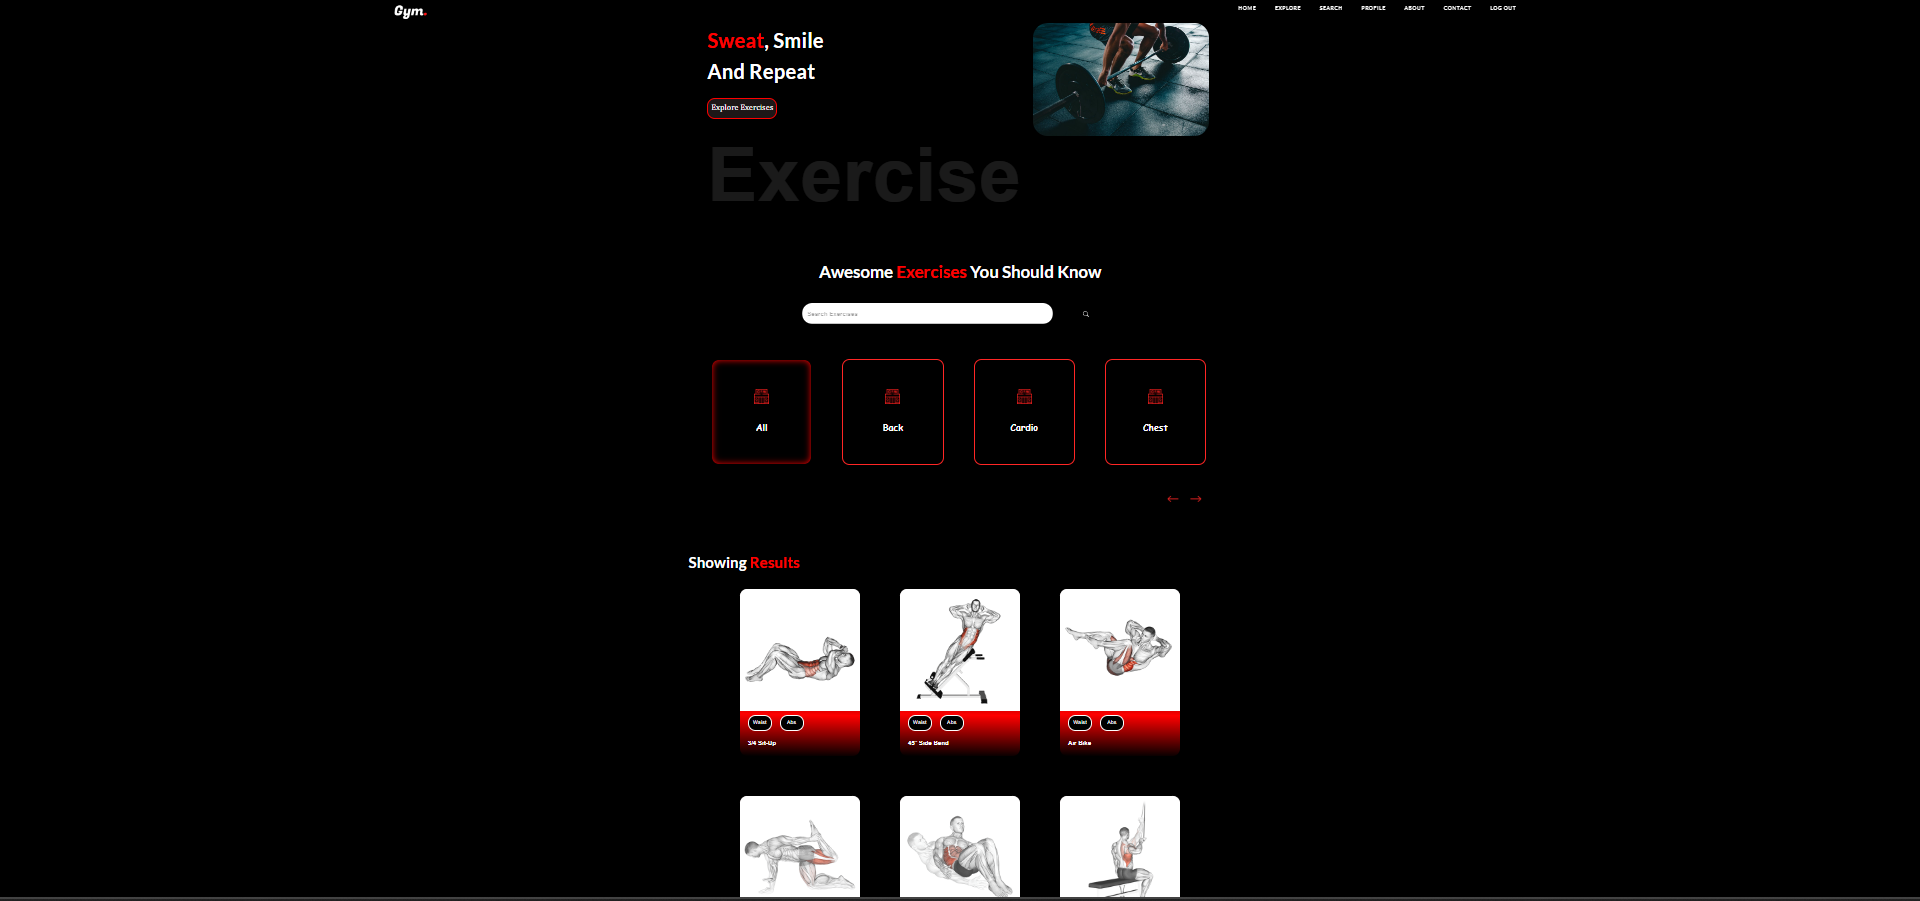 Gym.
HOME EXPLORE SEARCH PROFILE ABOUT CONTACT LOG OUT
Sweat, Smile
And Repeat
Explore Exercises
Exercise
Awesome Exercises You Should Know
Search Exercises
All Back Cardio Chest
Showing Results
Waist Abs
3/4 Sit-Up
Waist Abs
45° Side Bend
Waist Abs
Air Bike